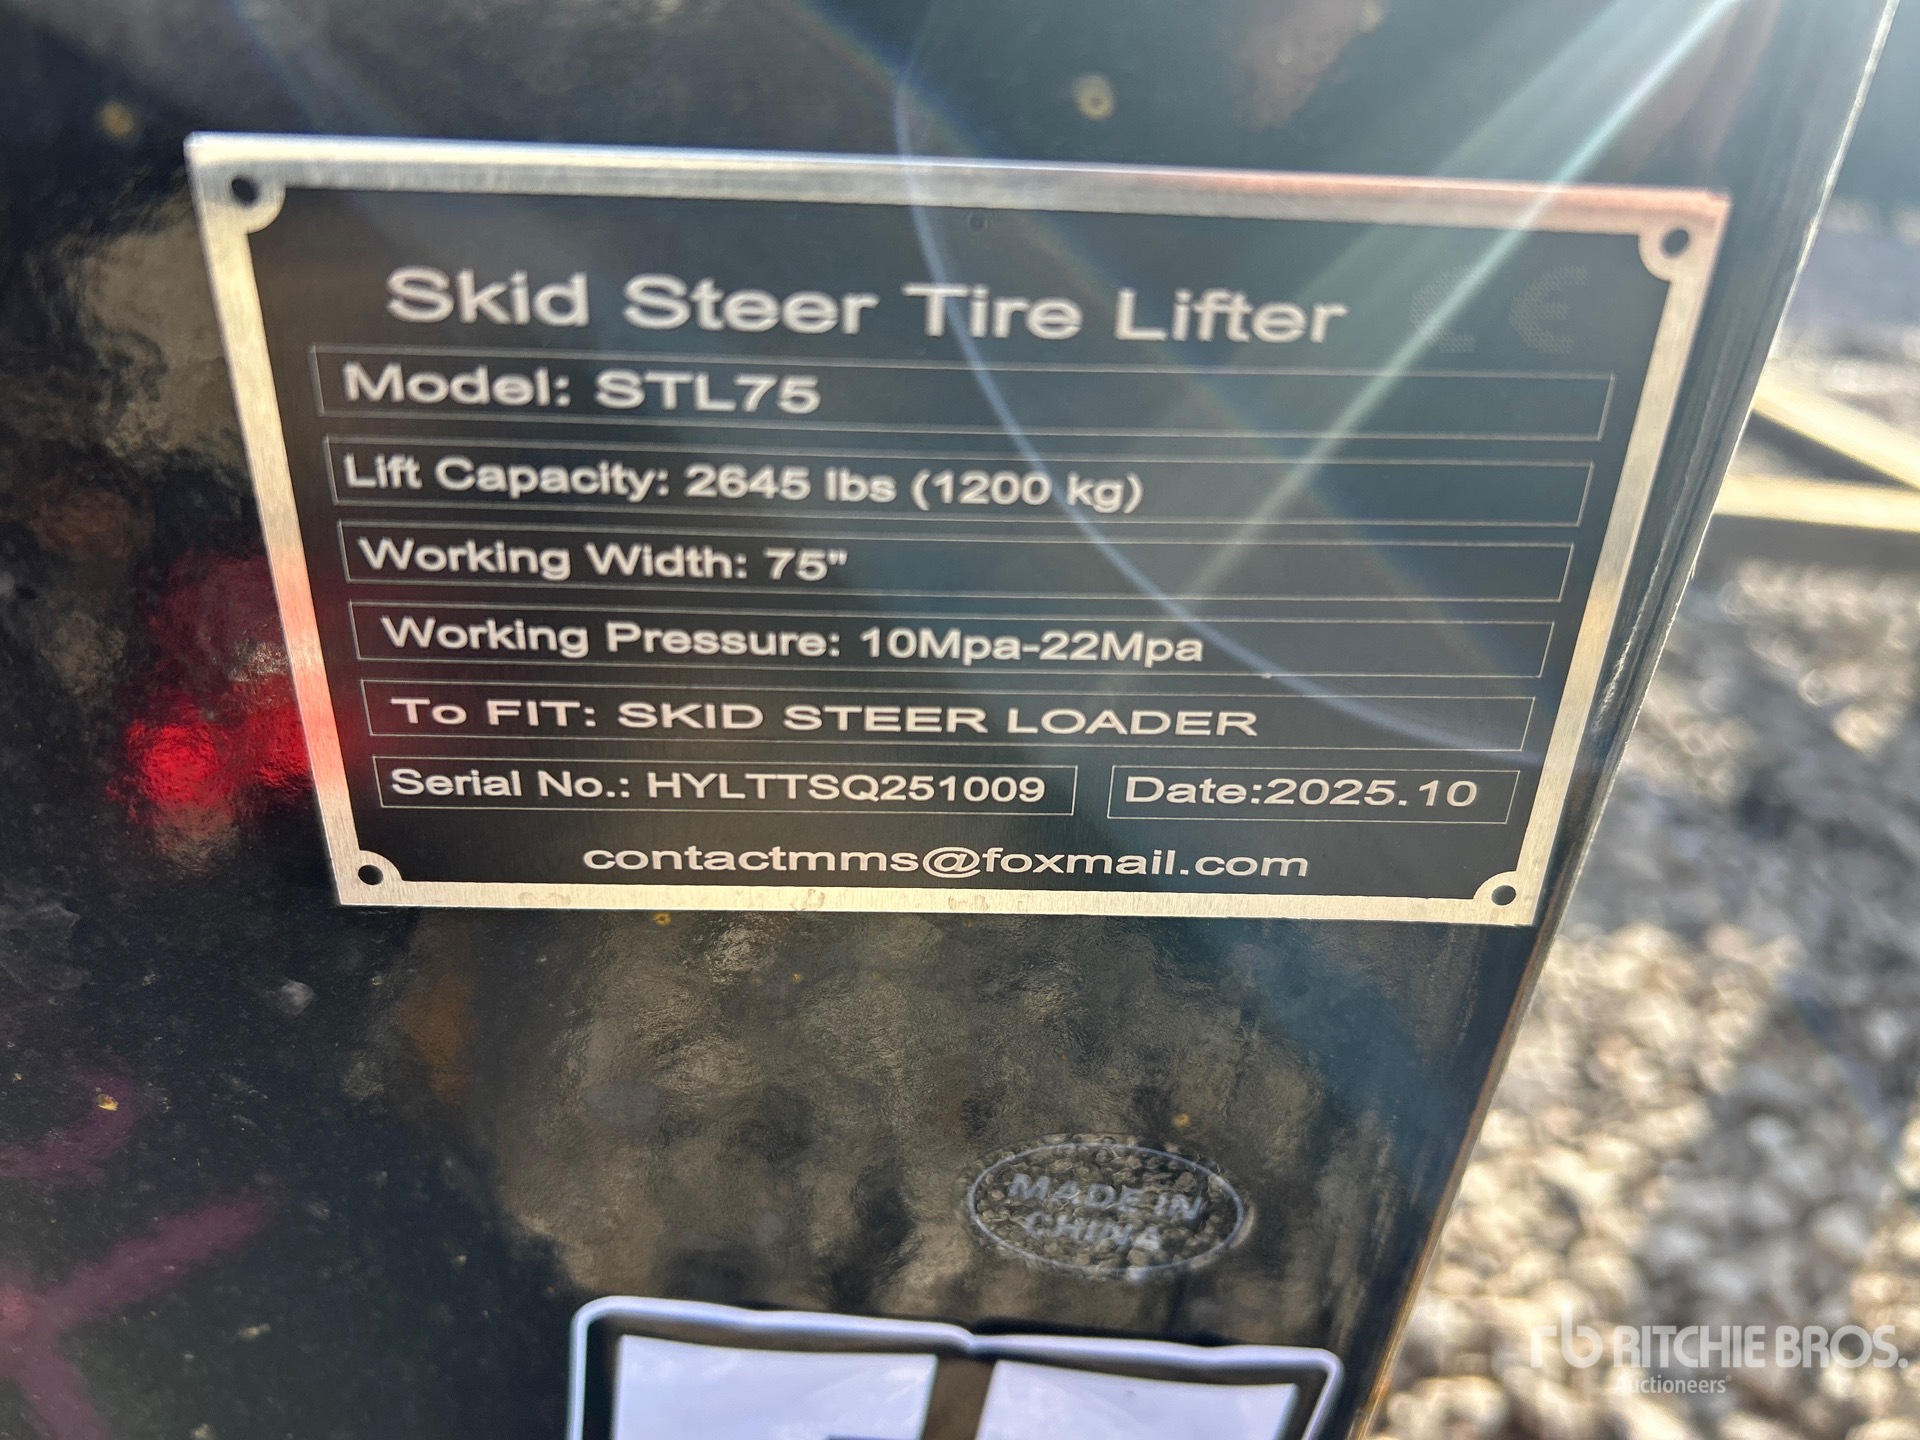 Skid Steer Tire Lifter CE
Model: STL75
Lift Capacity: 2645 lbs (1200 kg)
Working Width: 75"
Working Pressure: 10Mpa-22Mpa
To FIT: SKID STEER LOADER
Serial No.: HYLTTSQ251009 Date:2025.10
contactmms@foxmail.com
MADE IN
CHINA
rb RITCHIE BROS.
Auctioneers